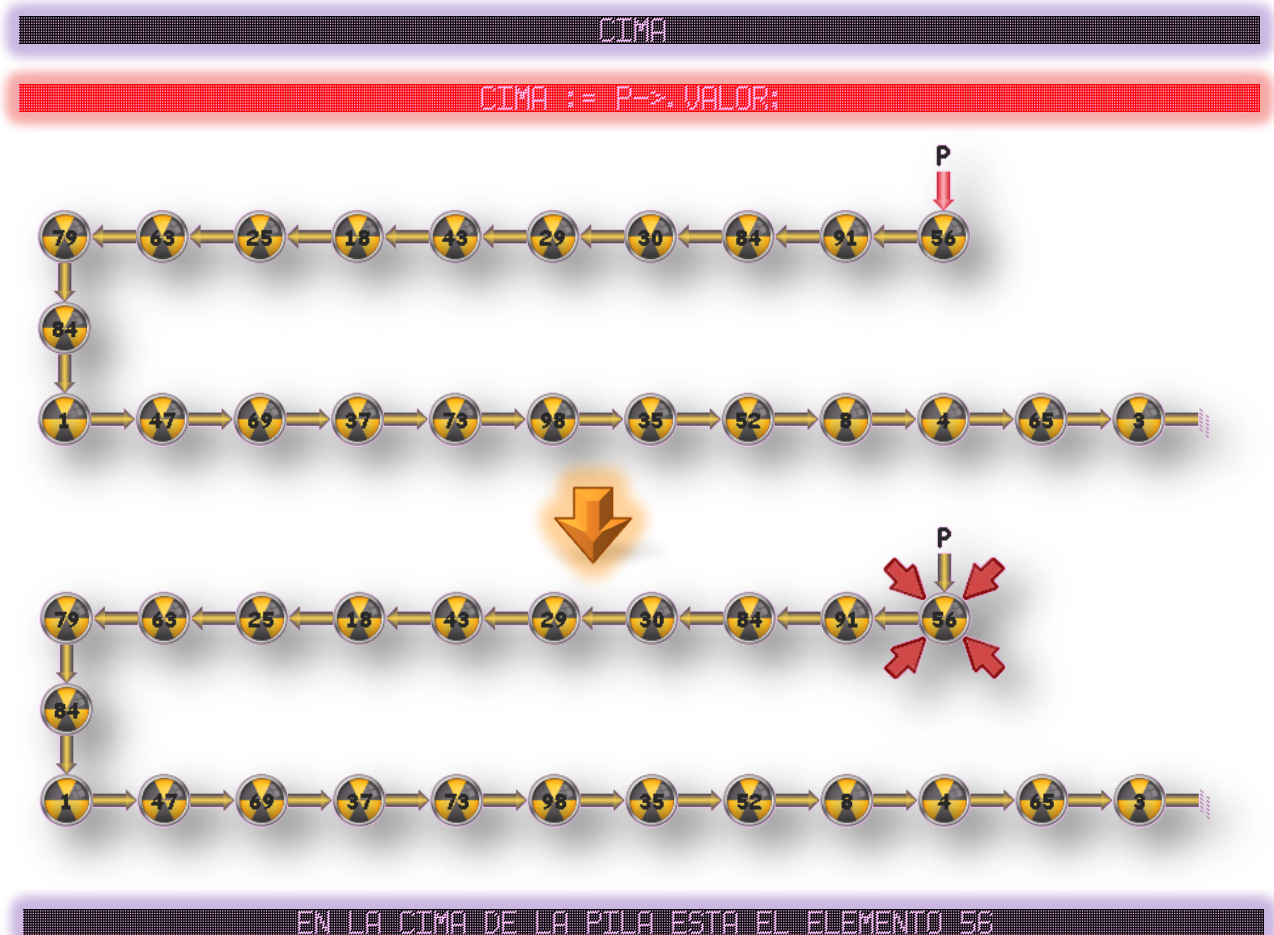 CIMA
CIMA := P->.VALOR;
P
79 63 25 18 43 29 30 84 91 56
84
1 47 69 37 73 98 35 52 8 4 65 3
P
79 63 25 18 43 29 30 84 91 56
84
1 47 69 37 73 98 35 52 8 4 65 3
EN LA CIMA DE LA PILA ESTA EL ELEMENTO 56